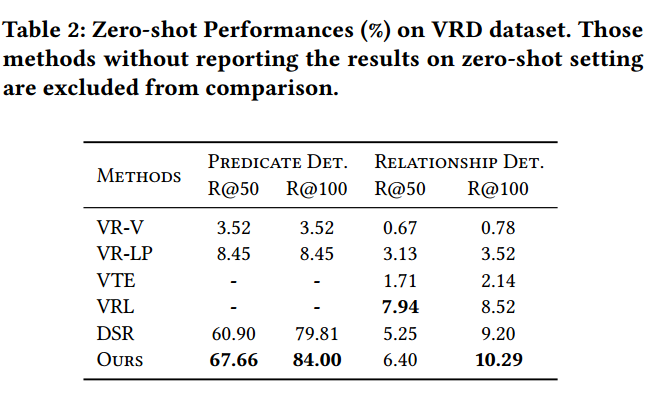 Table 2: Zero-shot Performances (%) on VRD dataset. Those
methods without reporting the results on zero-shot setting
are excluded from comparison.
METHODS PREDICATE DET. RELATIONSHIP DET.
R@50 R@100 R@50 R@100
VR-V 3.52 3.52 0.67 0.78
VR-LP 8.45 8.45 3.13 3.52
VTE - - 1.71 2.14
VRL - - 7.94 8.52
DSR 60.90 79.81 5.25 9.20
OURS 67.66 84.00 6.40 10.29